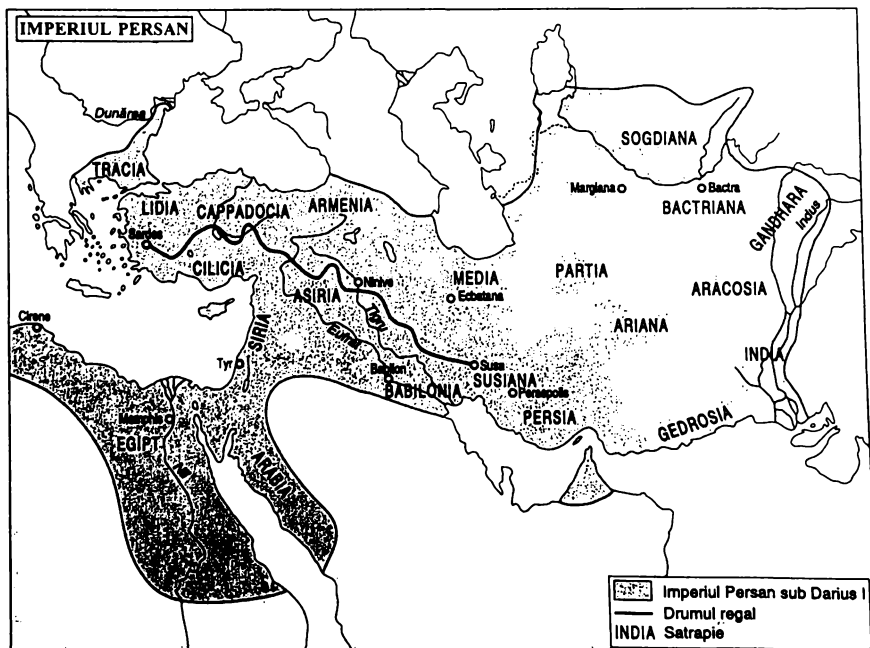 IMPERIUL PERSAN
Dunărea
TRACIA
SOGDIANA
Margiana
Bactra
BACTRIANA
GANDHARA
Indus
LIDIA
CAPPADOCIA
ARMENIA
Sardes
CILICIA
Ninive
MEDIA
PARTIA
ASIRIA
Ecbatana
ARACOSIA
Tigru
ARIANA
Cirene
SIRIA
Eufrat
Tyr
Susa
INDIA
Babilon
SUSIANA
BABILONIA
Persepolis
Memphis
PERSIA
GEDROSIA
EGIPT
Nil
ARABIA
Imperiul Persan sub Darius I
Drumul regal
INDIA Satrapie